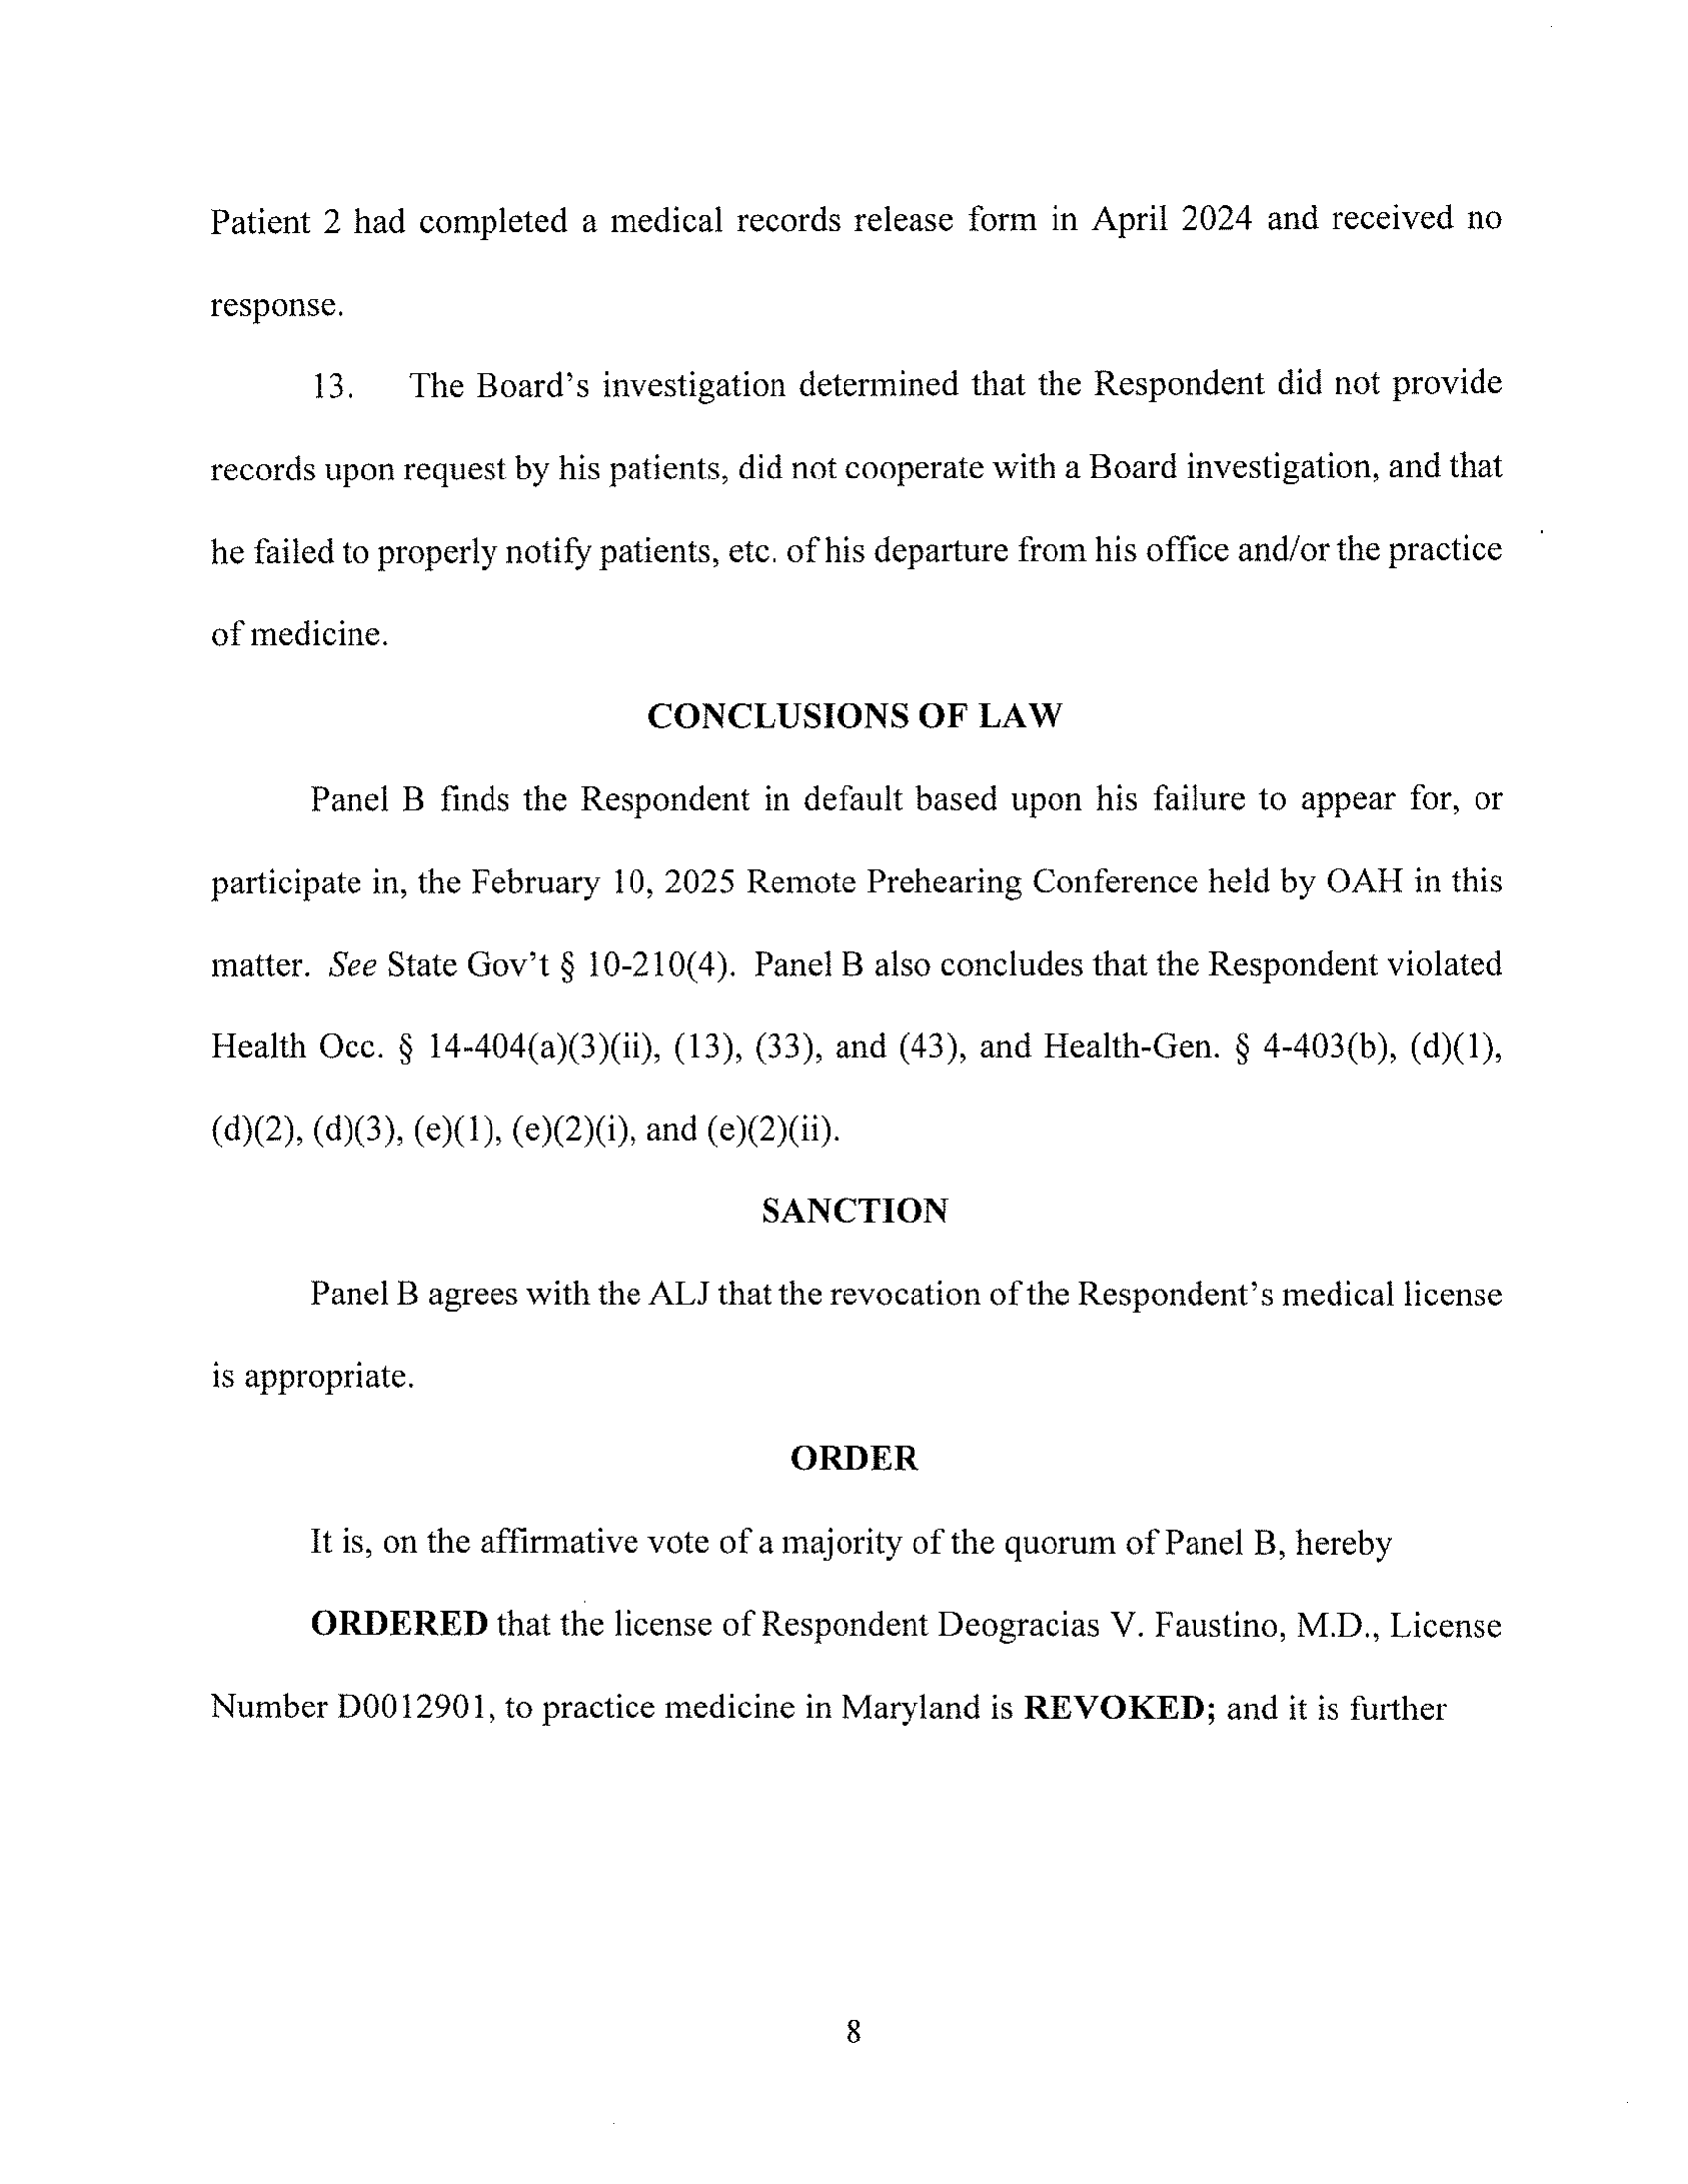 Patient 2 had completed a medical records release form in April 2024 and received no
response.
13. The Board’s investigation determined that the Respondent did not provide
records upon request by his patients, did not cooperate with a Board investigation, and that
he failed to properly notify patients, etc. of his departure from his office and/or the practice
of medicine.
CONCLUSIONS OF LAW
Panel B finds the Respondent in default based upon his failure to appear for, or
participate in, the February 10, 2025 Remote Prehearing Conference held by OAH in this
matter. See State Gov’t § 10-210(4). Panel B also concludes that the Respondent violated
Health Occ. § 14-404(a)(3)(ii), (13), (33), and (43), and Health-Gen. § 4-403(b), (d)(1),
(d)(2), (d)(3), (e)(1), (e)(2)(i), and (e)(2)(ii).
SANCTION
Panel B agrees with the ALJ that the revocation of the Respondent’s medical license
is appropriate.
ORDER
It is, on the affirmative vote of a majority of the quorum of Panel B, hereby
ORDERED that the license of Respondent Deogracias V. Faustino, M.D., License
Number D0012901, to practice medicine in Maryland is REVOKED; and it is further
8